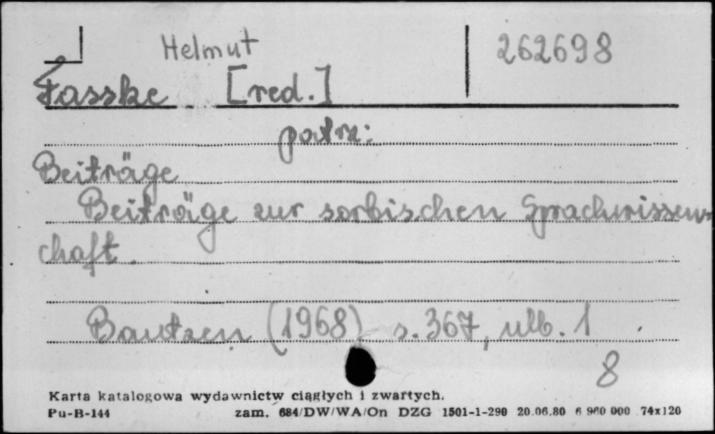 Helmut 262698
Fasske [red.]
patrz:
Beiträge
Beiträge zur sorbischen Sprachwissen-
chaft.
Bautzen (1968) s. 367, ulb. 1
8
Karta katalogowa wydawnictw ciągłych i zwartych.
Pu-B-144 zam. 684/DW/WA/On DZG 1501-1-290 20.06.80 6 960 000 74x120